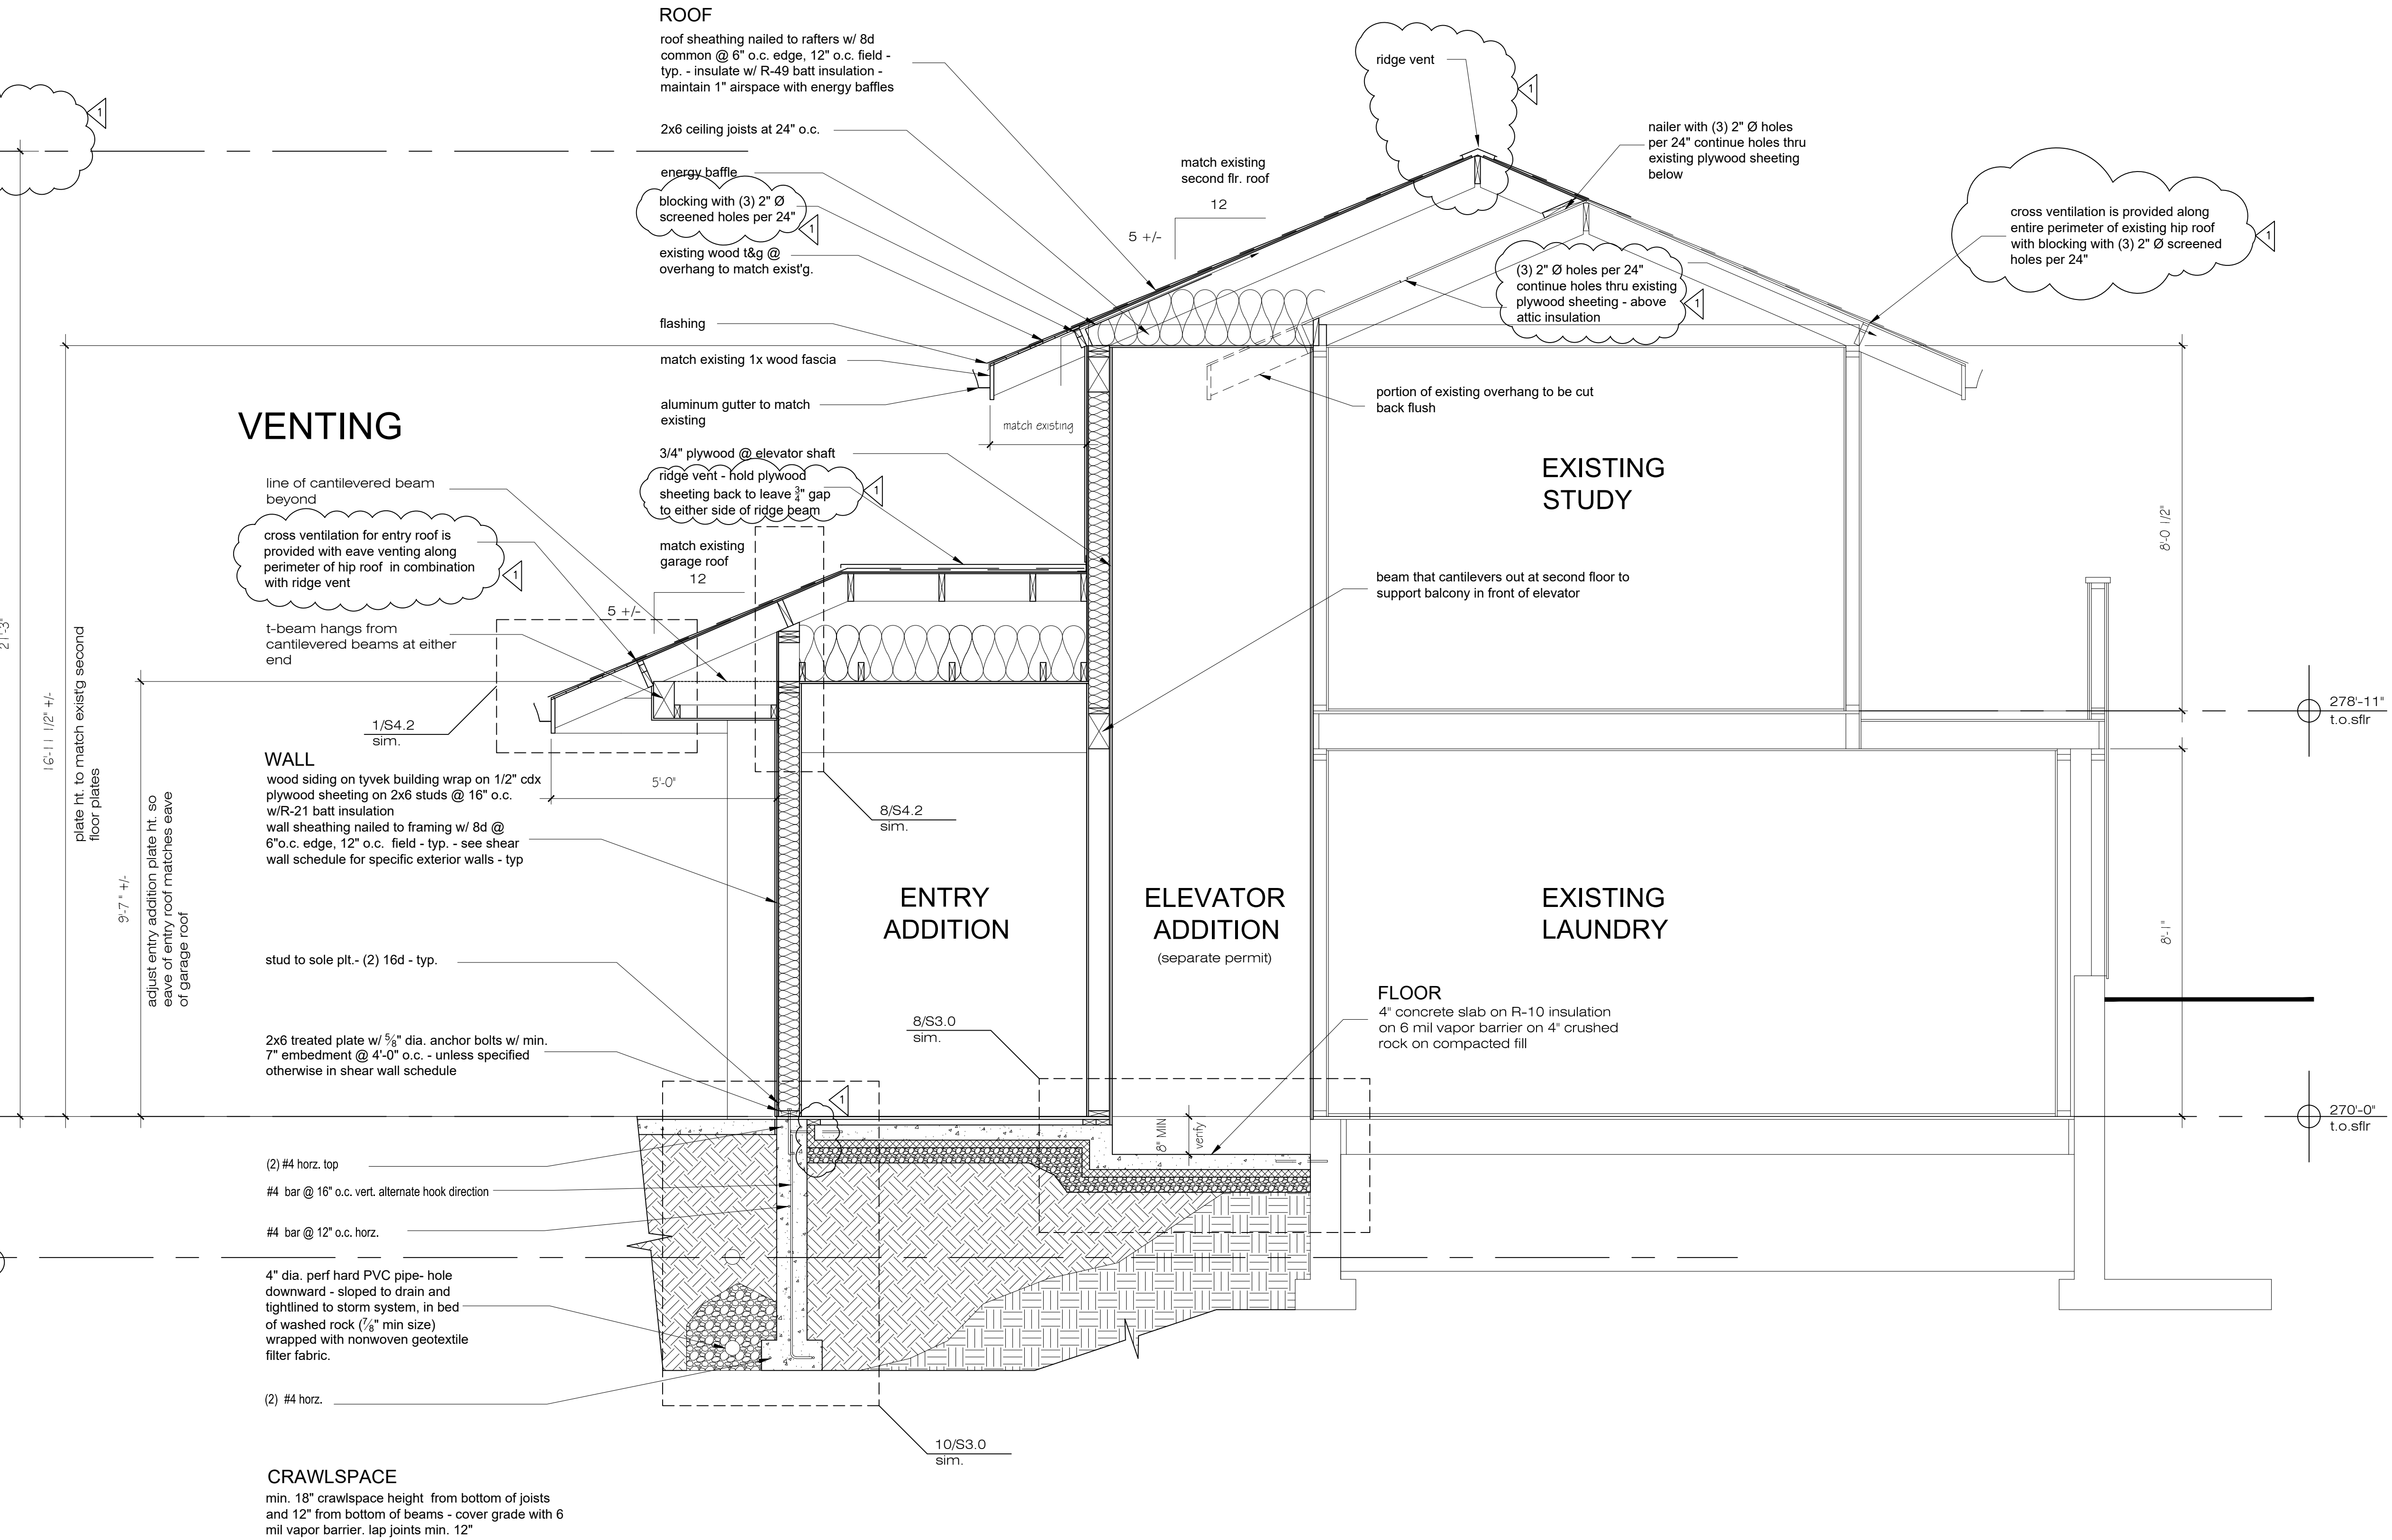 ROOF
roof sheathing nailed to rafters w/ 8d
common @ 6" o.c. edge, 12" o.c. field -
typ. - insulate w/ R-49 batt insulation -
maintain 1" airspace with energy baffles
2x6 ceiling joists at 24" o.c.
energy baffle
blocking with (3) 2" Ø
screened holes per 24"
1
existing wood t&g @
overhang to match exist'g.
flashing
match existing 1x wood fascia
aluminum gutter to match
existing
3/4" plywood @ elevator shaft
ridge vent - hold plywood
sheeting back to leave 3/4" gap
to either side of ridge beam
1
match existing
garage roof
12
5 +/-
1
ridge vent
1
match existing
second flr. roof
12
5 +/-
nailer with (3) 2" Ø holes
per 24" continue holes thru
existing plywood sheeting
below
cross ventilation is provided along
entire perimeter of existing hip roof
with blocking with (3) 2" Ø screened
holes per 24"
1
(3) 2" Ø holes per 24"
continue holes thru existing
plywood sheeting - above
attic insulation
1
portion of existing overhang to be cut
back flush
match existing
VENTING
line of cantilevered beam
beyond
cross ventilation for entry roof is
provided with eave venting along
perimeter of hip roof in combination
with ridge vent
1
t-beam hangs from
cantilevered beams at either
end
1/S4.2
sim.
EXISTING
STUDY
beam that cantilevers out at second floor to
support balcony in front of elevator
8'-0 1/2"
278'-11"
t.o.sflr
21'-3"
16'-11 1/2" +/-
plate ht. to match existg second
floor plates
9'-7 " +/-
adjust entry addition plate ht. so
eave of entry roof matches eave
of garage roof
WALL
wood siding on tyvek building wrap on 1/2" cdx
plywood sheeting on 2x6 studs @ 16" o.c.
w/R-21 batt insulation
wall sheathing nailed to framing w/ 8d @
6"o.c. edge, 12" o.c. field - typ. - see shear
wall schedule for specific exterior walls - typ
5'-0"
8/S4.2
sim.
ENTRY
ADDITION
ELEVATOR
ADDITION
(separate permit)
EXISTING
LAUNDRY
8'-1"
stud to sole plt.- (2) 16d - typ.
2x6 treated plate w/ 5/8" dia. anchor bolts w/ min.
7" embedment @ 4'-0" o.c. - unless specified
otherwise in shear wall schedule
8/S3.0
sim.
FLOOR
4" concrete slab on R-10 insulation
on 6 mil vapor barrier on 4" crushed
rock on compacted fill
1
8" MIN
verify
270'-0"
t.o.sflr
(2) #4 horz. top
#4 bar @ 16" o.c. vert. alternate hook direction
#4 bar @ 12" o.c. horz.
4" dia. perf hard PVC pipe- hole
downward - sloped to drain and
tightlined to storm system, in bed
of washed rock (7/8" min size)
wrapped with nonwoven geotextile
filter fabric.
(2) #4 horz.
10/S3.0
sim.
CRAWLSPACE
min. 18" crawlspace height from bottom of joists
and 12" from bottom of beams - cover grade with 6
mil vapor barrier. lap joints min. 12"